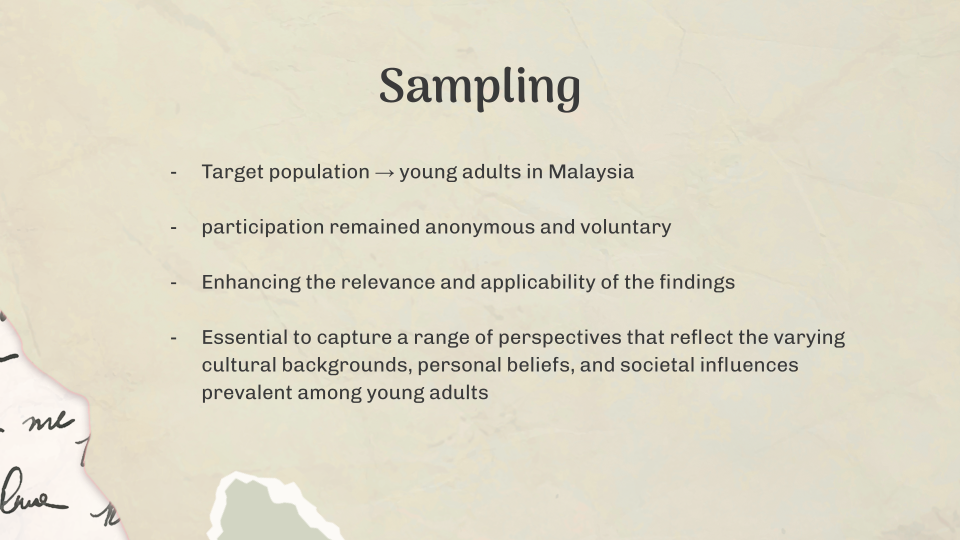 Sampling
- Target population → young adults in Malaysia
- participation remained anonymous and voluntary
- Enhancing the relevance and applicability of the findings
- Essential to capture a range of perspectives that reflect the varying
cultural backgrounds, personal beliefs, and societal influences
prevalent among young adults
me